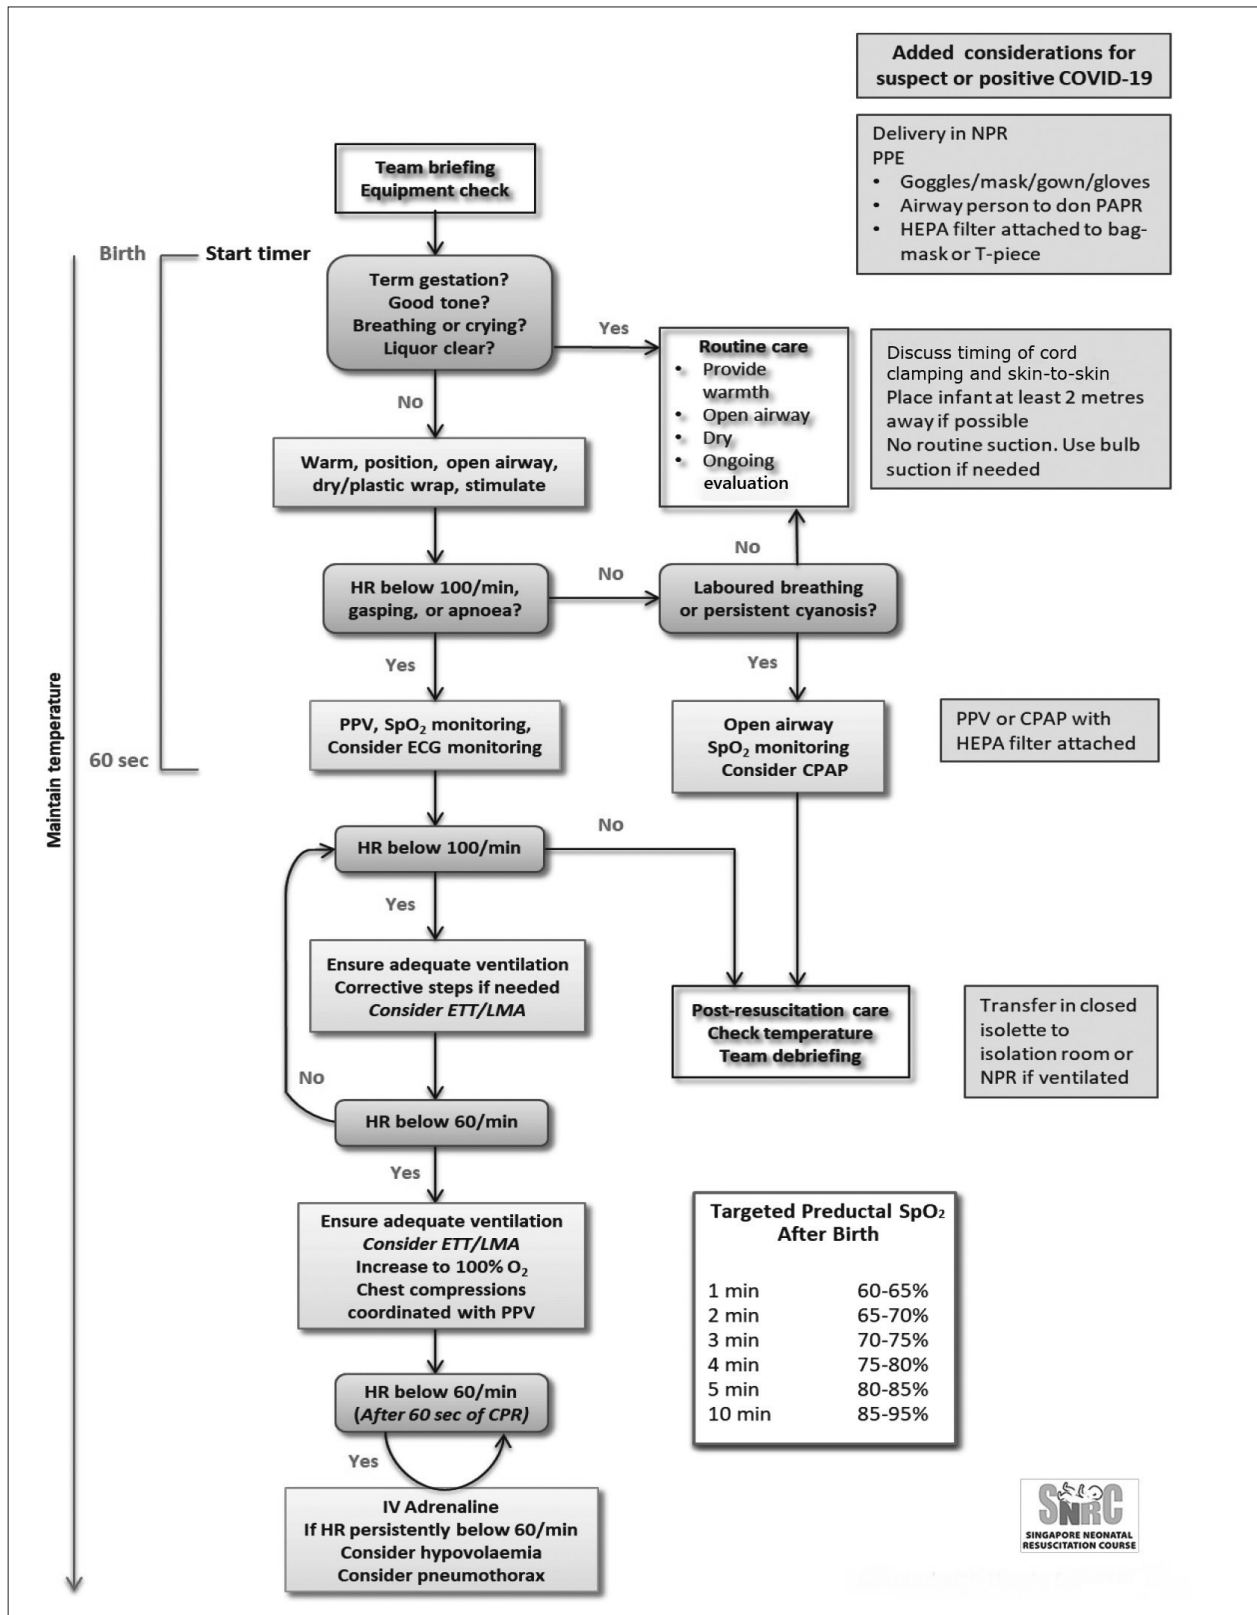 Added considerations for
suspect or positive COVID-19
Delivery in NPR
PPE
• Goggles/mask/gown/gloves
• Airway person to don PAPR
• HEPA filter attached to bag-
mask or T-piece
Team briefing
Equipment check
Birth
Start timer
Term gestation?
Good tone?
Breathing or crying?
Liquor clear?
Yes
Routine care
• Provide
warmth
• Open airway
• Dry
• Ongoing
evaluation
Discuss timing of cord
clamping and skin-to-skin
Place infant at least 2 metres
away if possible
No routine suction. Use bulb
suction if needed
No
Warm, position, open airway,
dry/plastic wrap, stimulate
No
HR below 100/min,
gasping, or apnoea?
No
Laboured breathing
or persistent cyanosis?
Yes
Yes
Maintain temperature
60 sec
PPV, SpO₂ monitoring,
Consider ECG monitoring
Open airway
SpO₂ monitoring
Consider CPAP
PPV or CPAP with
HEPA filter attached
HR below 100/min
No
Yes
Ensure adequate ventilation
Corrective steps if needed
Consider ETT/LMA
Post-resuscitation care
Check temperature
Team debriefing
Transfer in closed
isolette to
isolation room or
NPR if ventilated
No
HR below 60/min
Yes
Ensure adequate ventilation
Consider ETT/LMA
Increase to 100% O₂
Chest compressions
coordinated with PPV
Targeted Preductal SpO₂
After Birth
1 min 60-65%
2 min 65-70%
3 min 70-75%
4 min 75-80%
5 min 80-85%
10 min 85-95%
HR below 60/min
(After 60 sec of CPR)
Yes
IV Adrenaline
If HR persistently below 60/min
Consider hypovolaemia
Consider pneumothorax
SNRC
SINGAPORE NEONATAL
RESUSCITATION COURSE